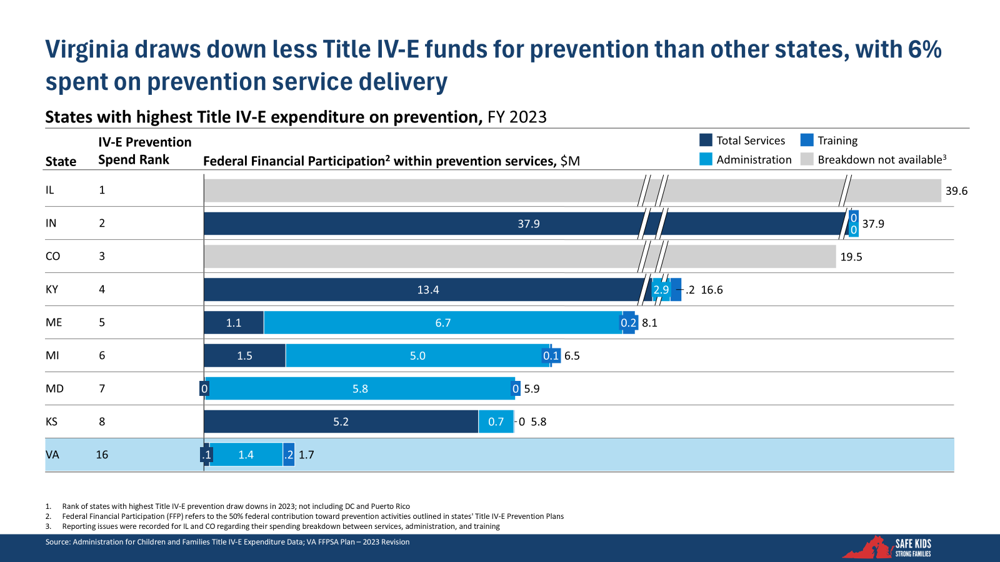 Virginia draws down less Title IV-E funds for prevention than other states, with 6%
spent on prevention service delivery
States with highest Title IV-E expenditure on prevention, FY 2023
State
IV-E Prevention
Spend Rank
Federal Financial Participation² within prevention services, $M
Total Services
Training
Administration
Breakdown not available³
IL 1 39.6
IN 2 37.9 0 0 37.9
CO 3 19.5
KY 4 13.4 2.9 .2 16.6
ME 5 1.1 6.7 0.2 8.1
MI 6 1.5 5.0 0.1 6.5
MD 7 0 5.8 0 5.9
KS 8 5.2 0.7 0 5.8
VA 16 .1 1.4 .2 1.7
1. Rank of states with highest Title IV-E prevention draw downs in 2023; not including DC and Puerto Rico
2. Federal Financial Participation (FFP) refers to the 50% federal contribution toward prevention activities outlined in states' Title IV-E Prevention Plans
3. Reporting issues were recorded for IL and CO regarding their spending breakdown between services, administration, and training
Source: Administration for Children and Families Title IV-E Expenditure Data; VA FFPSA Plan – 2023 Revision
SAFE KIDS
STRONG FAMILIES